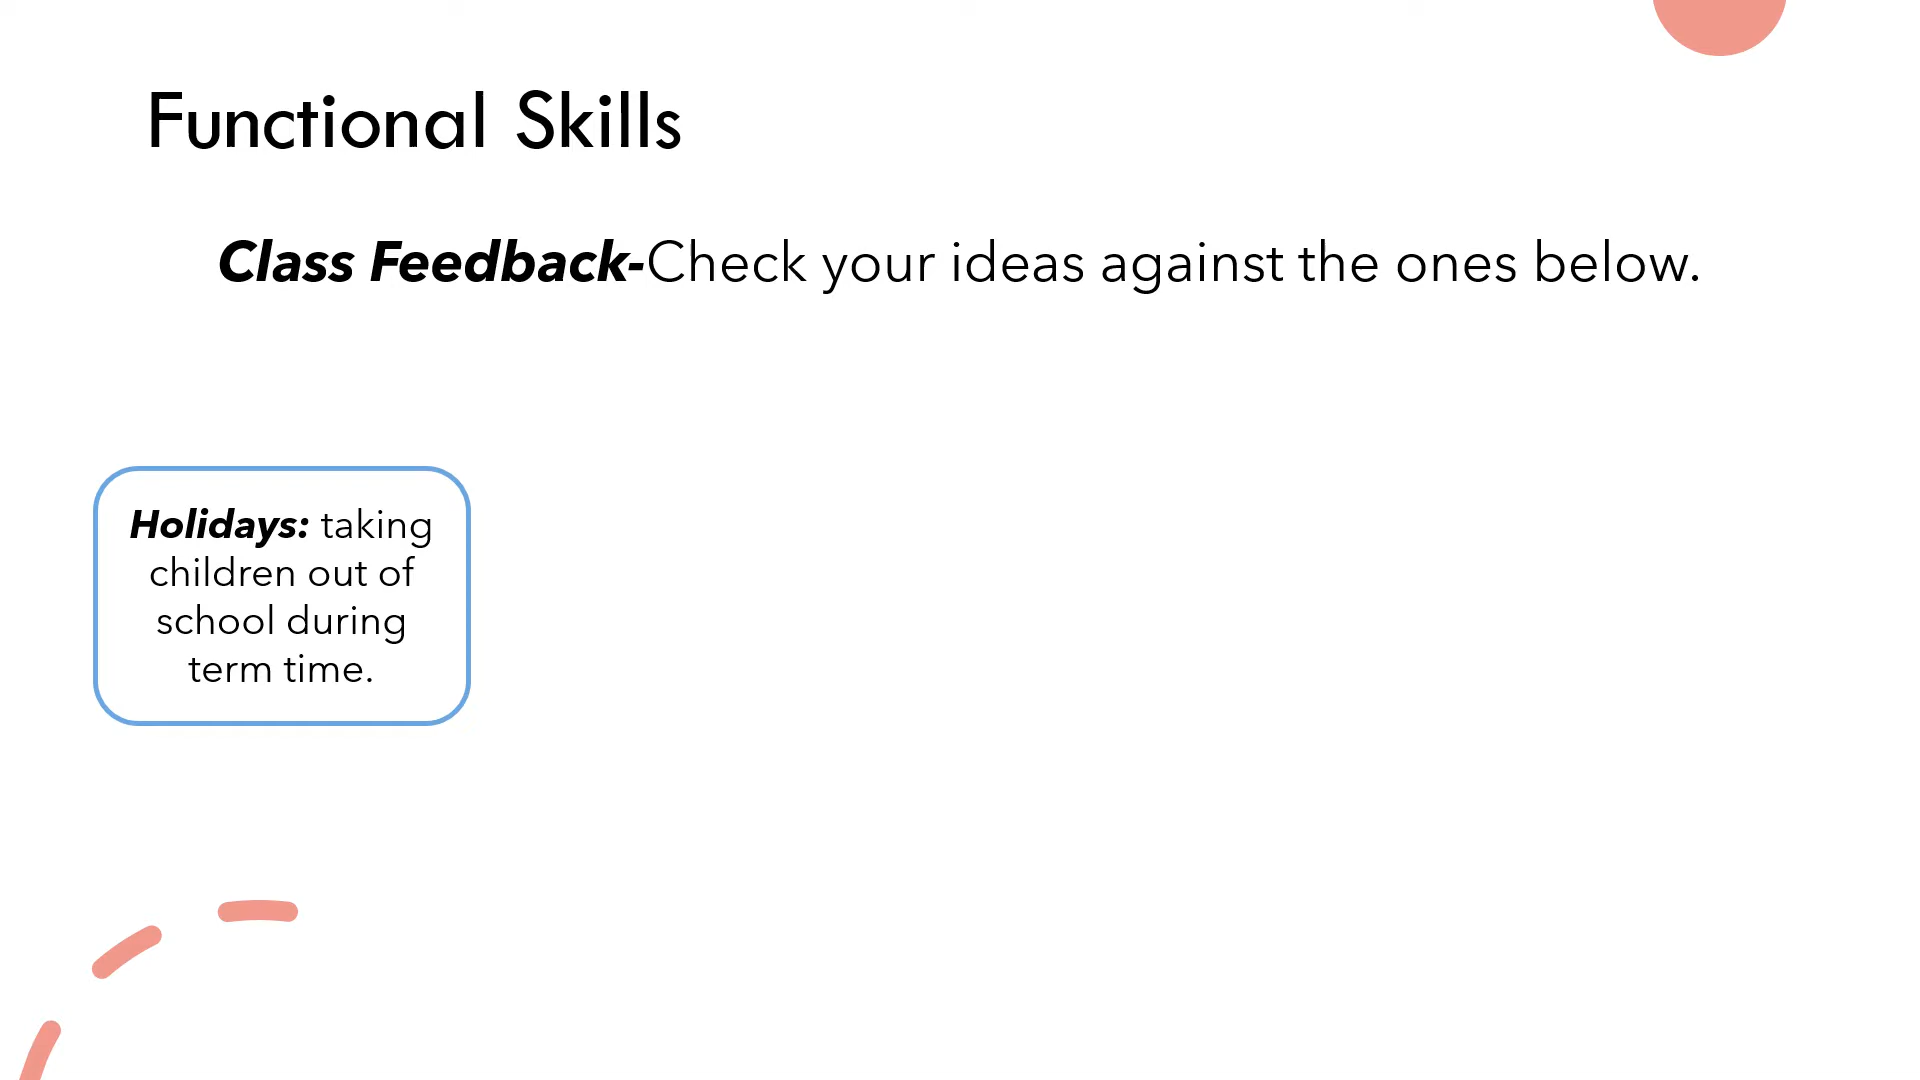 Functional Skills
Class Feedback-Check your ideas against the ones below.
Holidays: taking
children out of
school during
term time.